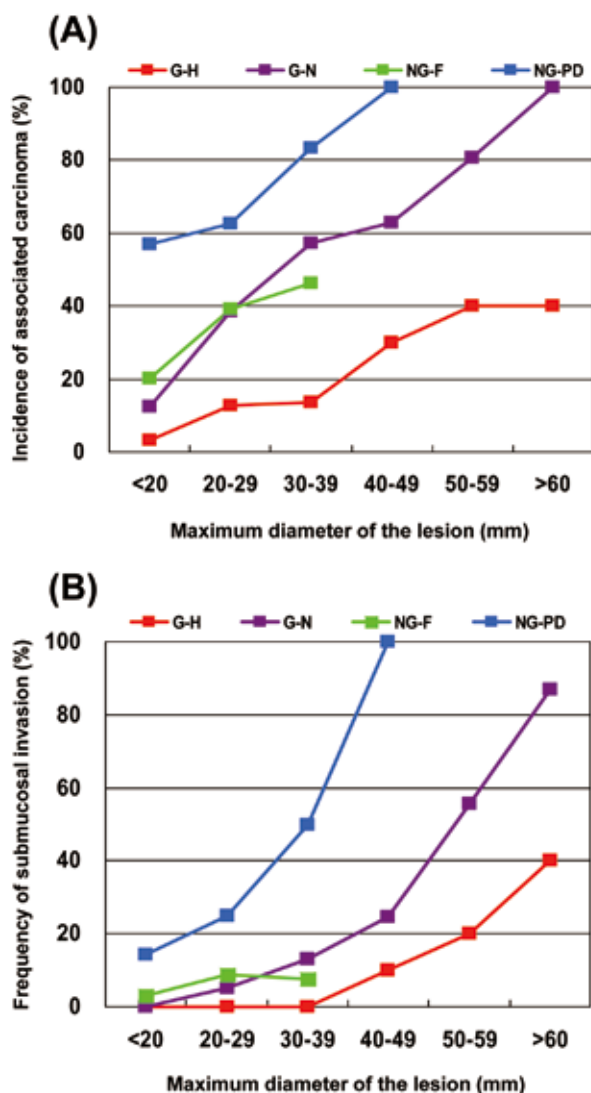 (A)
G-H G-N NG-F NG-PD
Incidence of associated carcinoma (%)
100
80
60
40
20
0
<20 20-29 30-39 40-49 50-59 >60
Maximum diameter of the lesion (mm)
(B)
G-H G-N NG-F NG-PD
Frequency of submucosal invasion (%)
100
80
60
40
20
0
<20 20-29 30-39 40-49 50-59 >60
Maximum diameter of the lesion (mm)